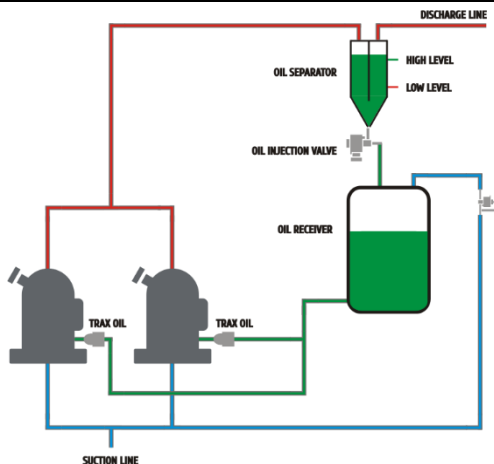 DISCHARGE LINE
HIGH LEVEL
OIL SEPARATOR
LOW LEVEL
OIL INJECTION VALVE
OIL RECEIVER
TRAX OIL
TRAX OIL
SUCTION LINE